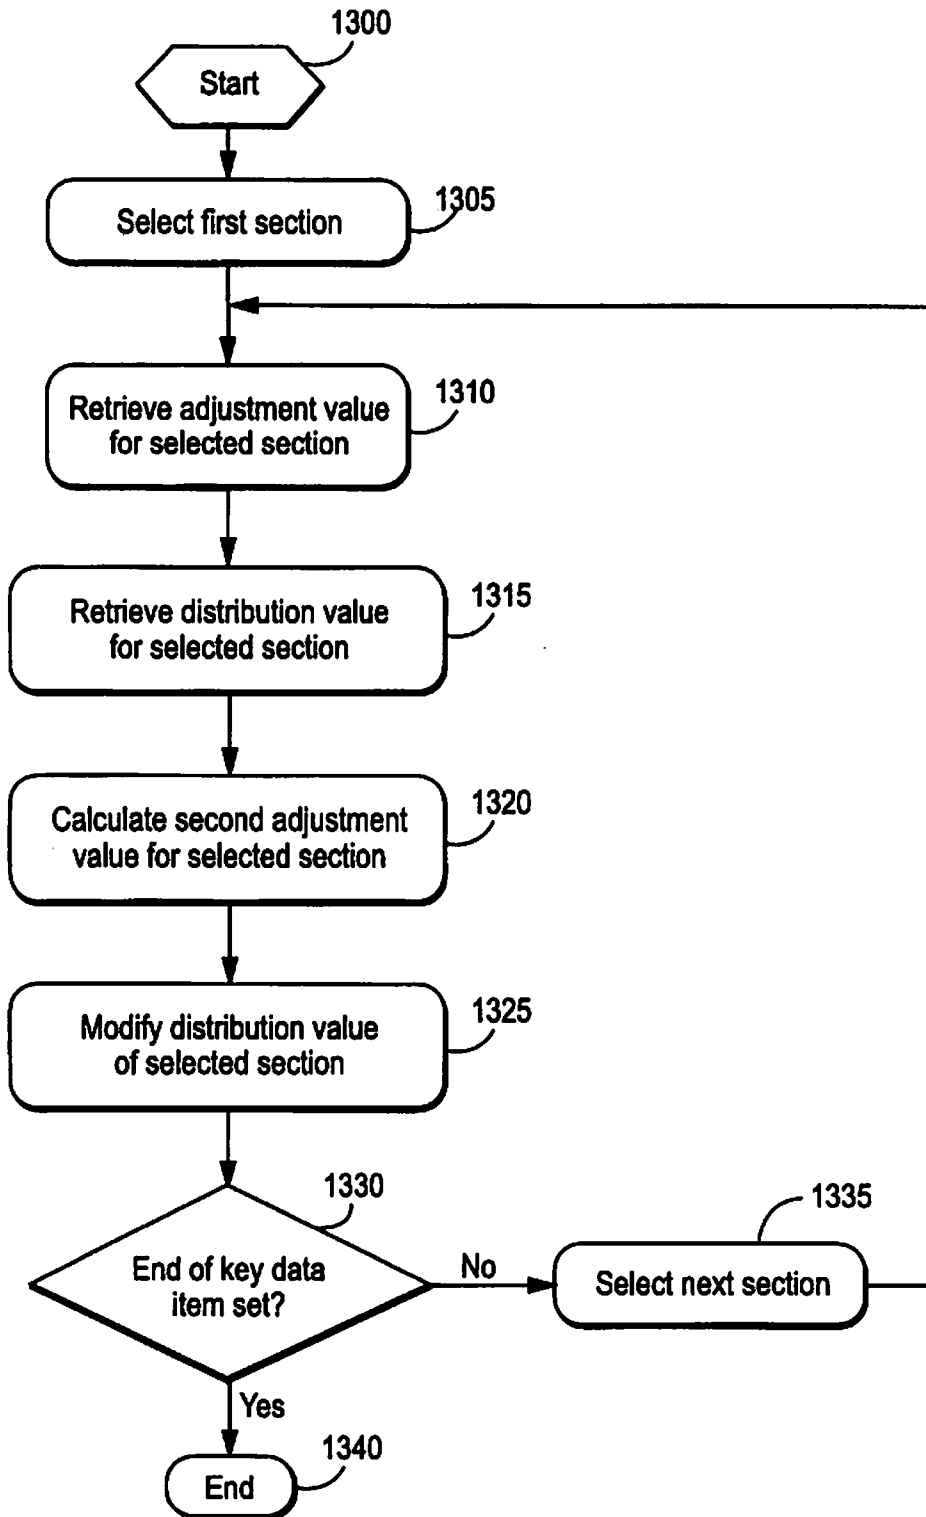 1300
Start
1305
Select first section
1310
Retrieve adjustment value
for selected section
1315
Retrieve distribution value
for selected section
1320
Calculate second adjustment
value for selected section
1325
Modify distribution value
of selected section
1330
End of key data
item set?
No
1335
Select next section
Yes
1340
End